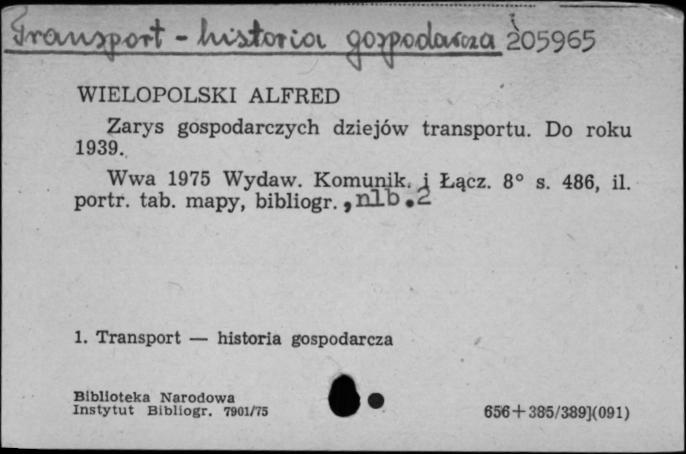 Transport - historia gospodarcza 205965
WIELOPOLSKI ALFRED
Zarys gospodarczych dziejów transportu. Do roku
1939.
Wwa 1975 Wydaw. Komunik. i Łącz. 8° s. 486, il.
portr. tab. mapy, bibliogr. , nlb.2
1. Transport — historia gospodarcza
Biblioteka Narodowa
Instytut Bibliogr. 7901/75
656+385/389](091)